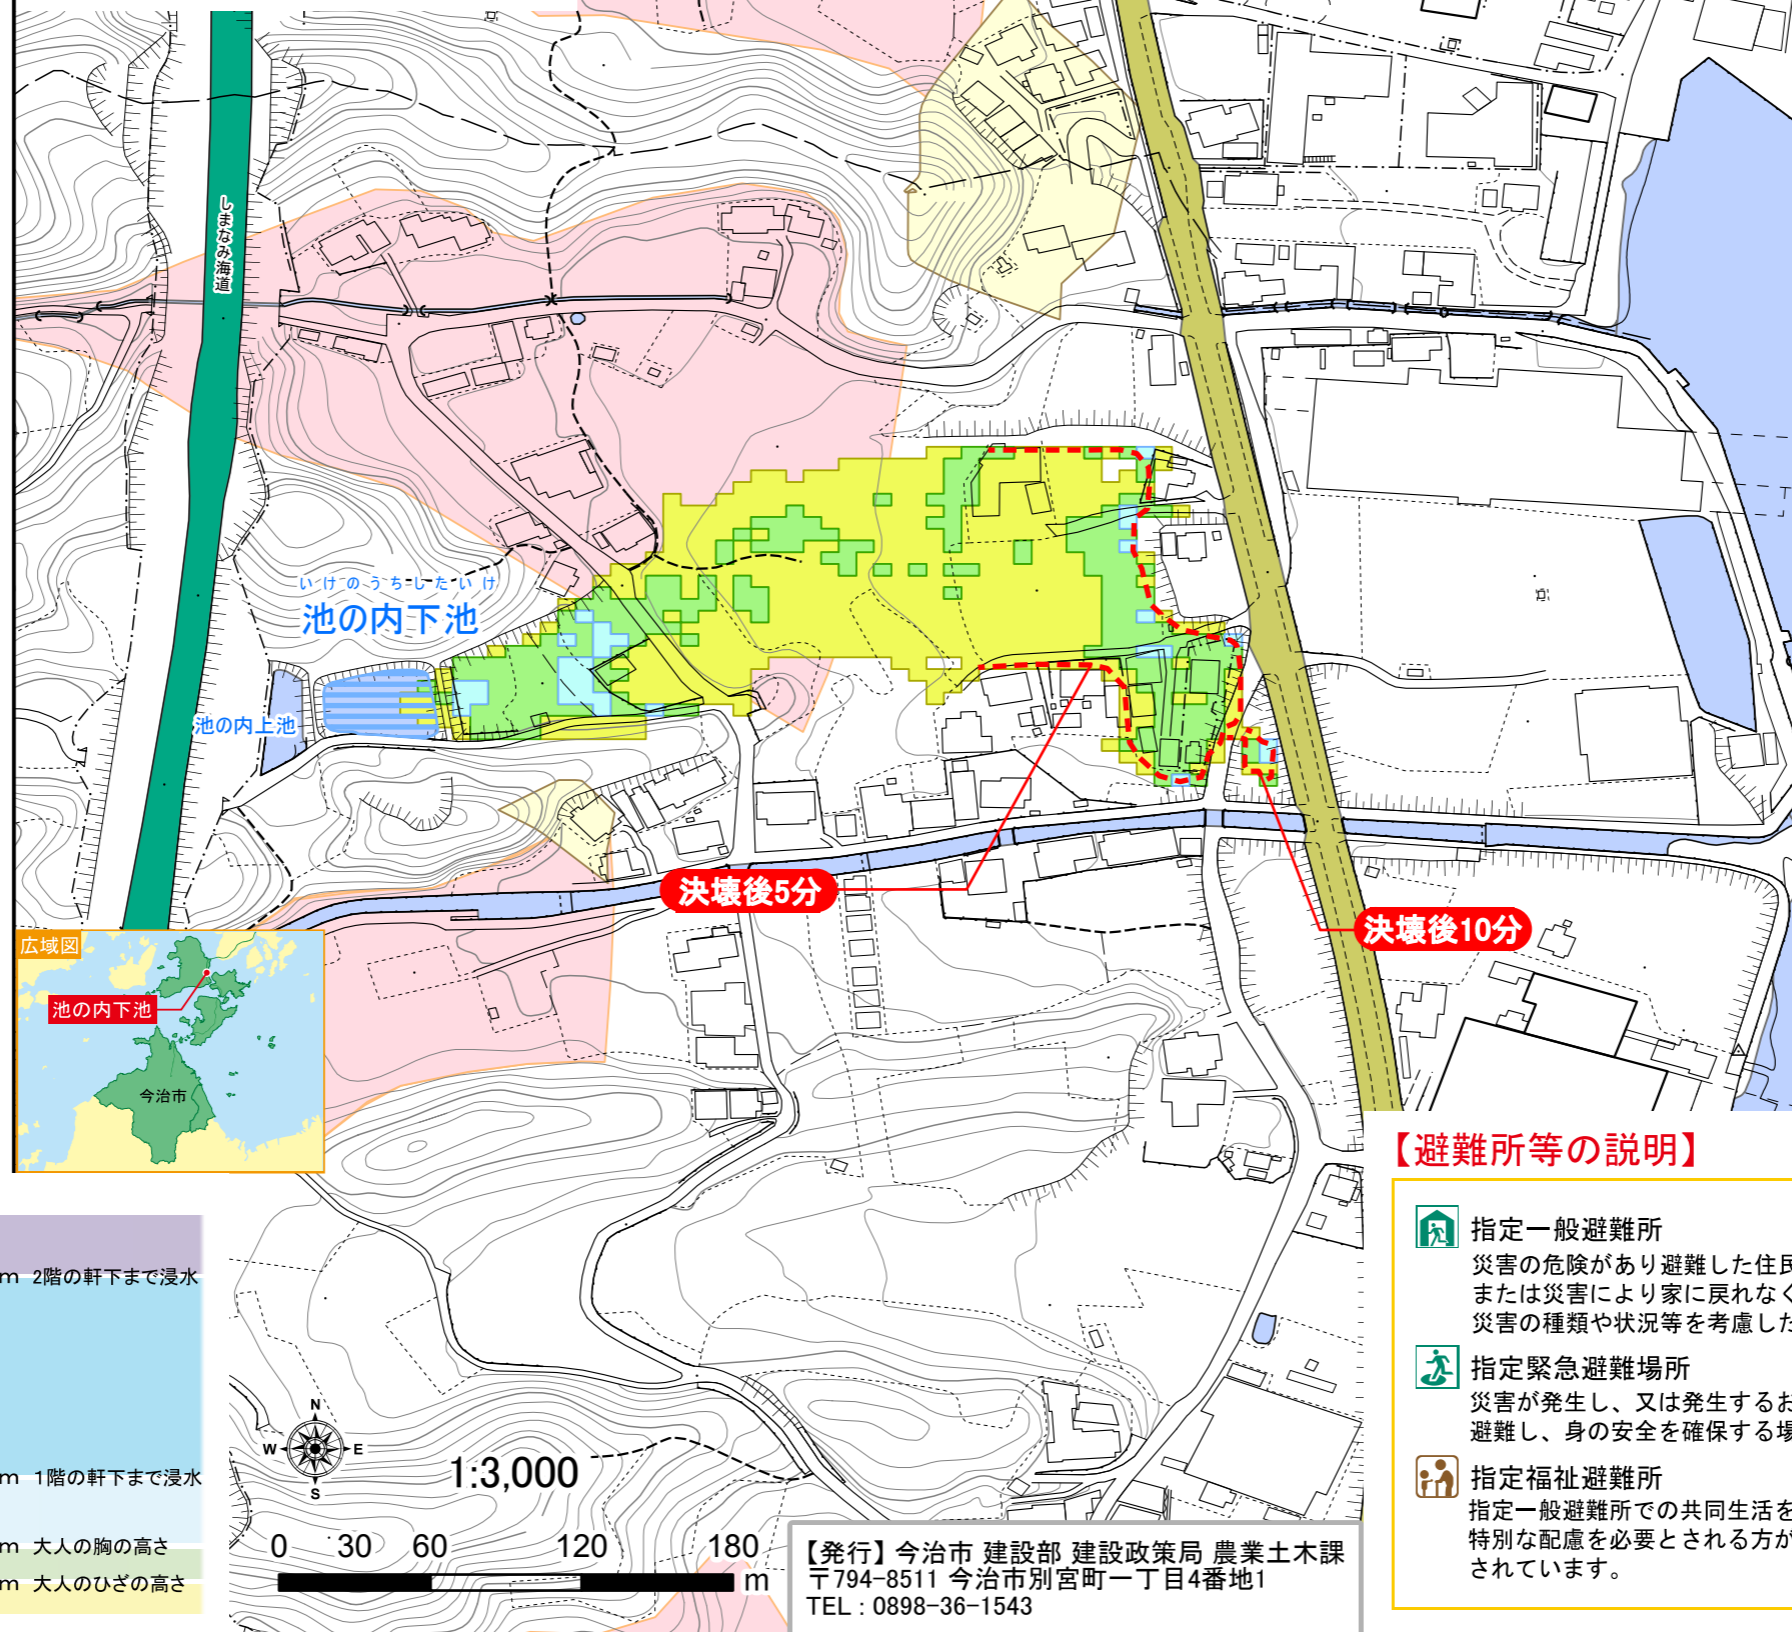 しまなみ海道
いけのうちしたいけ
池の内下池
池の内上池
決壊後5分
決壊後10分
広域図
池の内下池
今治市
m 2階の軒下まで浸水
m 1階の軒下まで浸水
m 大人の胸の高さ
m 大人のひざの高さ
N
W E
S
1:3,000
0 30 60 120 180
m
【発行】今治市 建設部 建設政策局 農業土木課
〒794-8511 今治市別宮町一丁目4番地1
TEL : 0898-36-1543
【避難所等の説明】
指定一般避難所
災害の危険があり避難した住民
または災害により家に戻れなく
災害の種類や状況等を考慮した
指定緊急避難場所
災害が発生し、又は発生するお
避難し、身の安全を確保する場
指定福祉避難所
指定一般避難所での共同生活を
特別な配慮を必要とされる方が
されています。